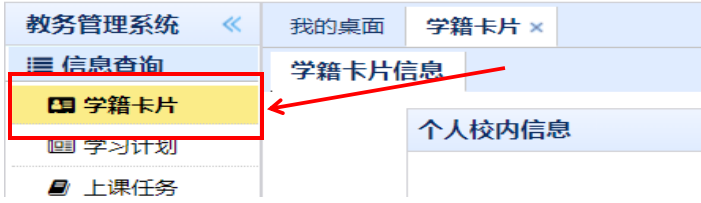 教务管理系统
我的桌面 学籍卡片
信息查询
学籍卡片信息
学籍卡片
个人校内信息
学习计划
上课任务